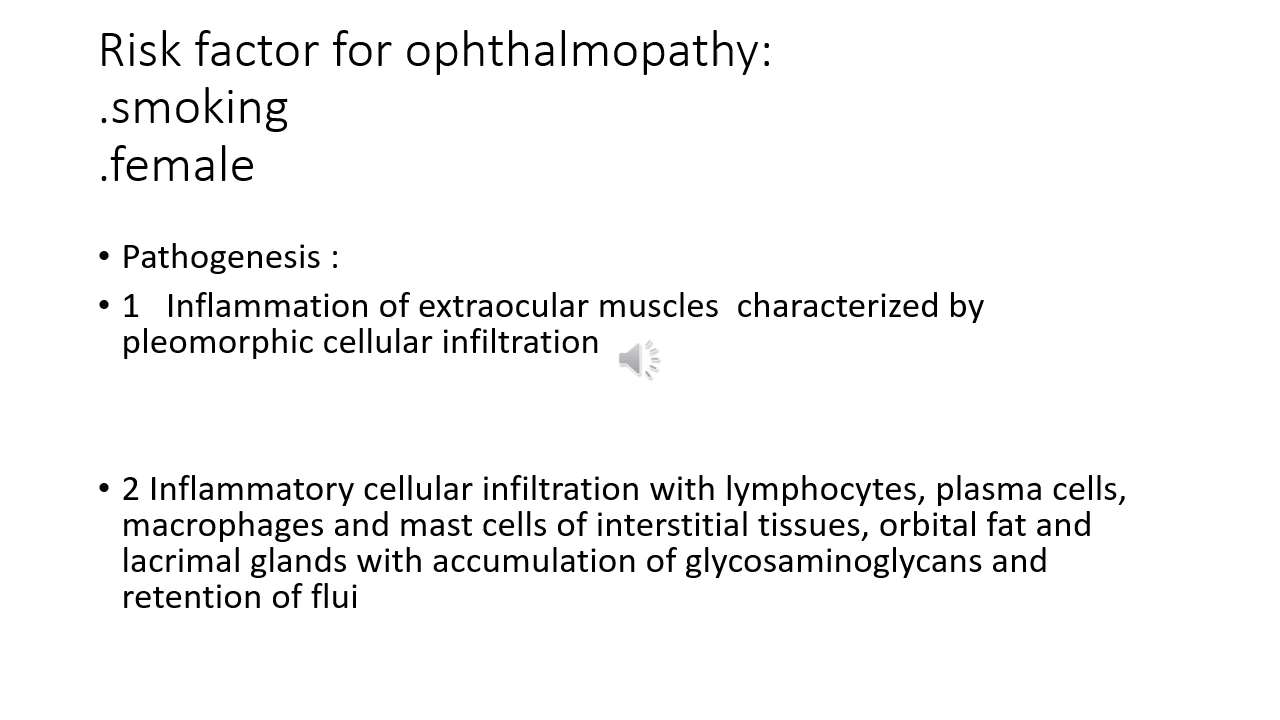 Risk factor for ophthalmopathy:
.smoking
.female
• Pathogenesis :
• 1   Inflammation of extraocular muscles  characterized by
pleomorphic cellular infiltration
• 2 Inflammatory cellular infiltration with lymphocytes, plasma cells,
macrophages and mast cells of interstitial tissues, orbital fat and
lacrimal glands with accumulation of glycosaminoglycans and
retention of flui